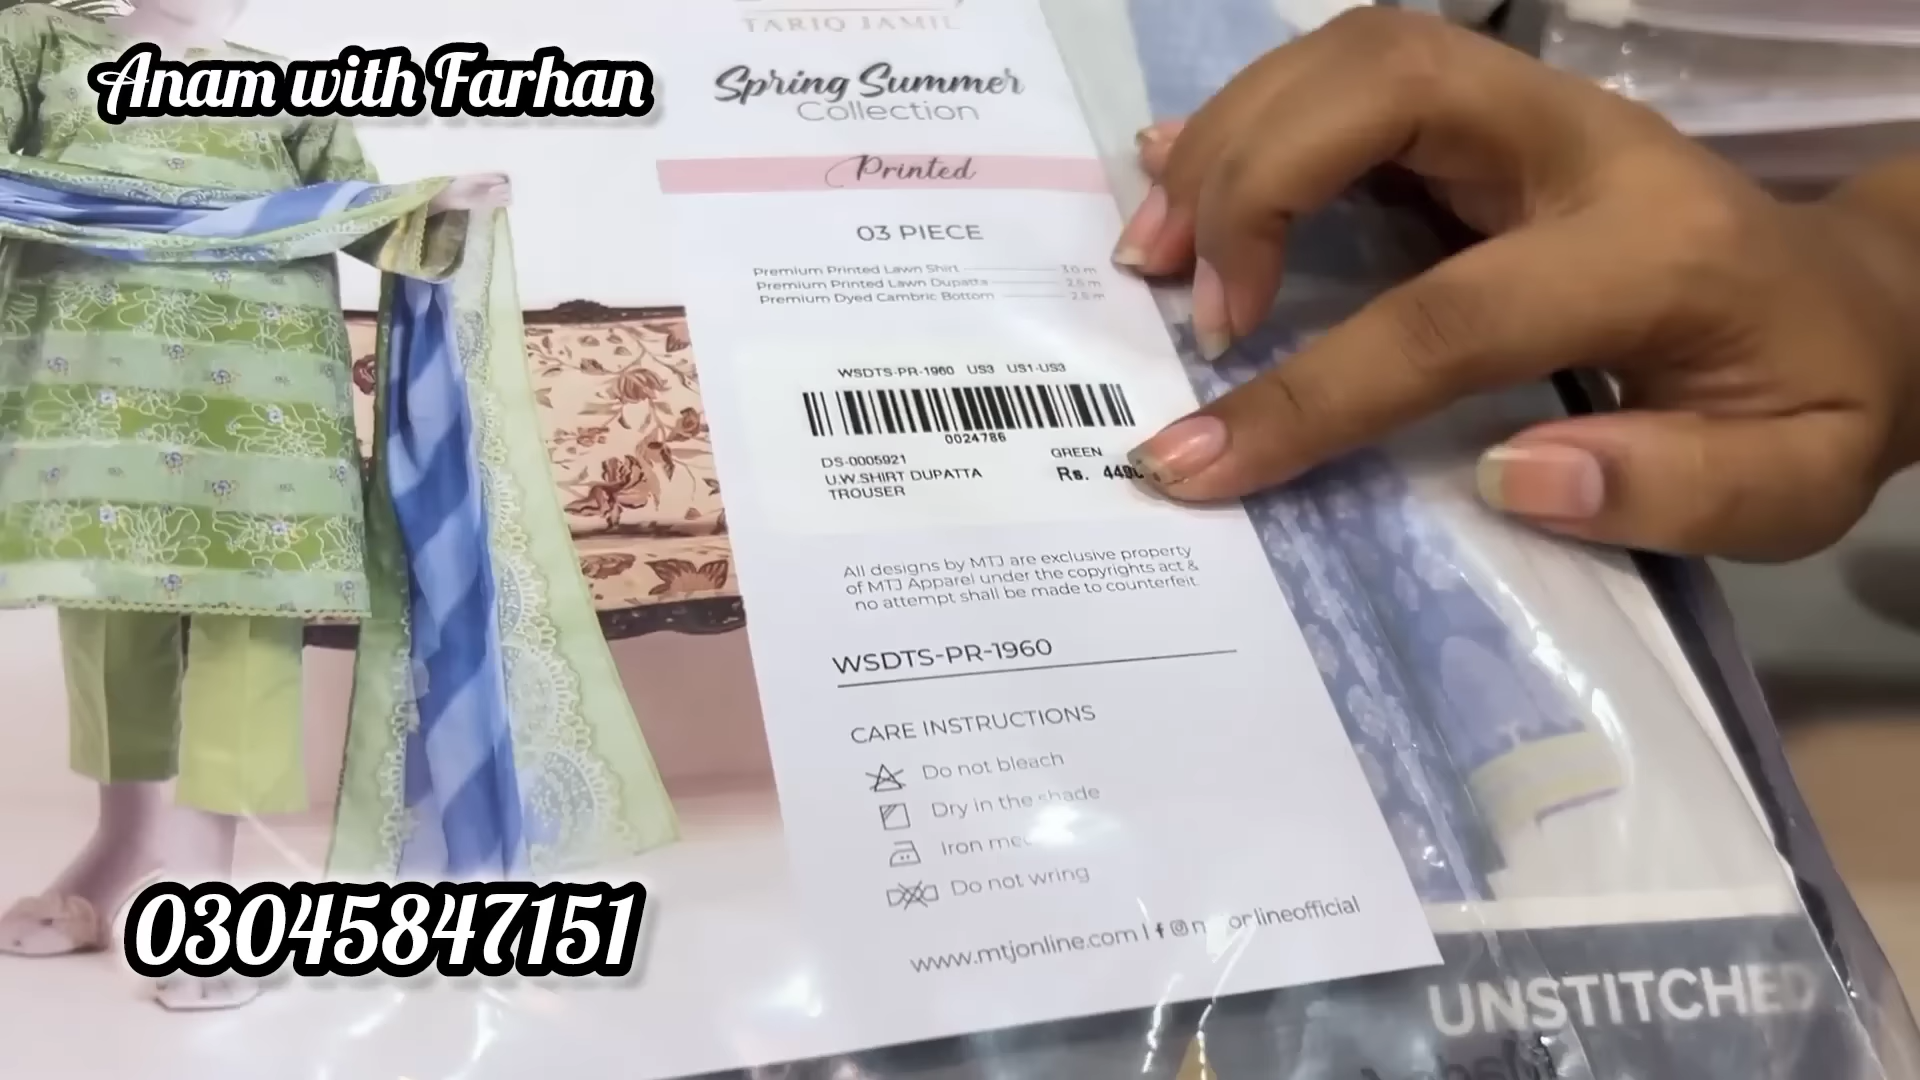 Anam with Farhan
TARIQ JAMIL
Spring Summer
Collection
Printed
03 PIECE
Premium Printed Lawn Shirt 3.0 m
Premium Printed Lawn Dupatta 2.5 m
Premium Dyed Cambric Bottom 2.5 m
WSDTS-PR-1960 US3 US1-US3
0024786
DS-0005921 GREEN
U.W.SHIRT DUPATTA Rs.
TROUSER
All designs by MTJ are exclusive property
of MTJ Apparel under the copyrights act &
no attempt shall be made to counterfeit.
WSDTS-PR-1960
CARE INSTRUCTIONS
Do not bleach
Dry in the shade
Iron
Do not wring
www.mtjonline.com |
03045847151
UNSTITCHED